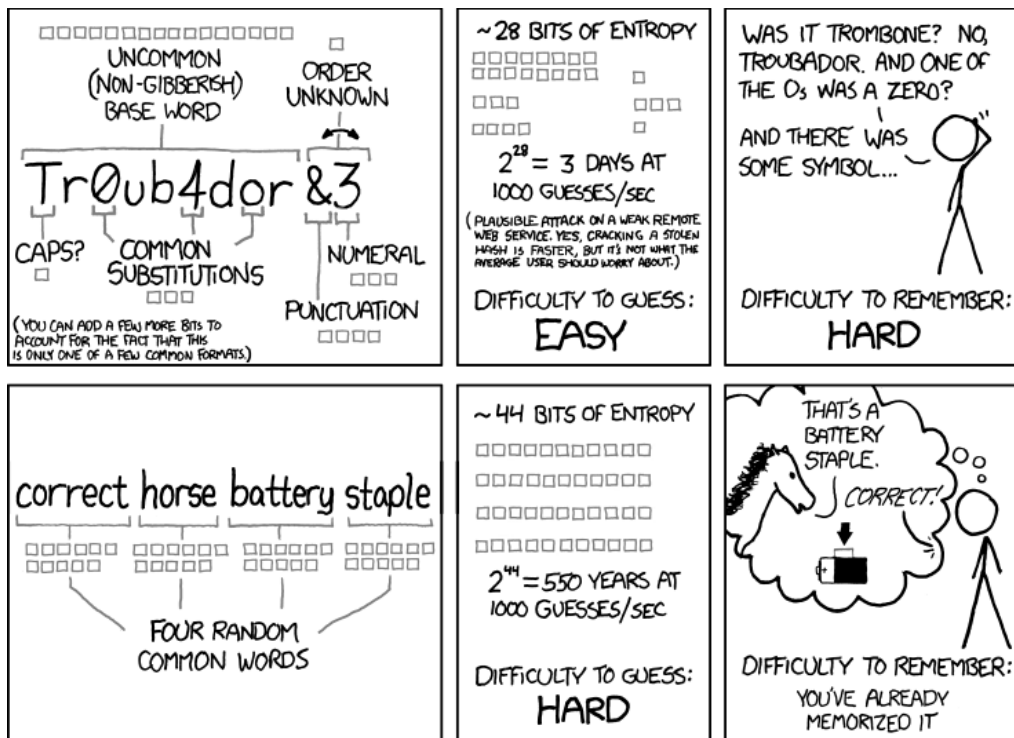 UNCOMMON
(NON-GIBBERISH)
BASE WORD
ORDER
UNKNOWN
Tr0ub4dor &3
CAPS?
COMMON
SUBSTITUTIONS
NUMERAL
PUNCTUATION
(YOU CAN ADD A FEW MORE BITS TO
ACCOUNT FOR THE FACT THAT THIS
IS ONLY ONE OF A FEW COMMON FORMATS.)
~28 BITS OF ENTROPY
2^28 = 3 DAYS AT
1000 GUESSES/SEC
(PLAUSIBLE ATTACK ON A WEAK REMOTE
WEB SERVICE. YES, CRACKING A STOLEN
HASH IS FASTER, BUT IT'S NOT WHAT THE
AVERAGE USER SHOULD WORRY ABOUT.)
DIFFICULTY TO GUESS:
EASY
WAS IT TROMBONE? NO,
TROUBADOR. AND ONE OF
THE Os WAS A ZERO?
AND THERE WAS
SOME SYMBOL...
DIFFICULTY TO REMEMBER:
HARD
correct horse battery staple
FOUR RANDOM
COMMON WORDS
~44 BITS OF ENTROPY
2^44 = 550 YEARS AT
1000 GUESSES/SEC
DIFFICULTY TO GUESS:
HARD
THAT'S A
BATTERY
STAPLE.
CORRECT!
+
DIFFICULTY TO REMEMBER:
YOU'VE ALREADY
MEMORIZED IT